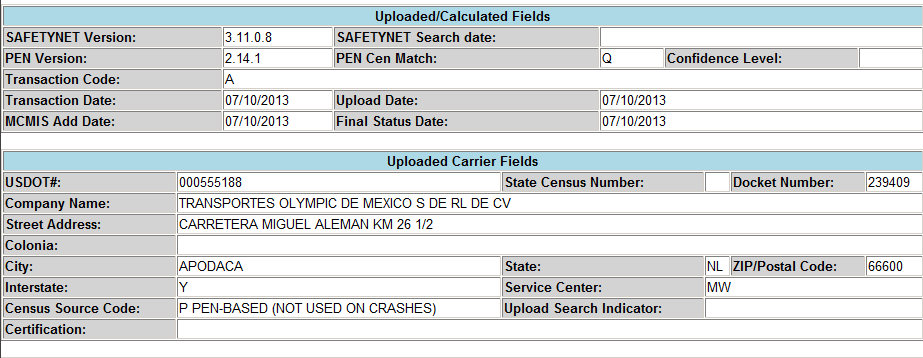 Uploaded/Calculated Fields
SAFETYNET Version: 3.11.0.8 SAFETYNET Search date:
PEN Version: 2.14.1 PEN Cen Match: Q Confidence Level:
Transaction Code: A
Transaction Date: 07/10/2013 Upload Date: 07/10/2013
MCMIS Add Date: 07/10/2013 Final Status Date: 07/10/2013
Uploaded Carrier Fields
USDOT#: 000555188 State Census Number: Docket Number: 239409
Company Name: TRANSPORTES OLYMPIC DE MEXICO S DE RL DE CV
Street Address: CARRETERA MIGUEL ALEMAN KM 26 1/2
Colonia:
City: APODACA State: NL ZIP/Postal Code: 66600
Interstate: Y Service Center: MW
Census Source Code: P PEN-BASED (NOT USED ON CRASHES) Upload Search Indicator:
Certification: